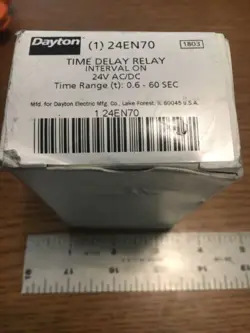 Dayton (1) 24EN70 1803
TIME DELAY RELAY
INTERVAL ON
24V AC/DC
Time Range (t): 0.6 - 60 SEC
Mfd. for Dayton Electric Mfg. Co., Lake Forest, IL 60045 U.S.A.
1 24EN70